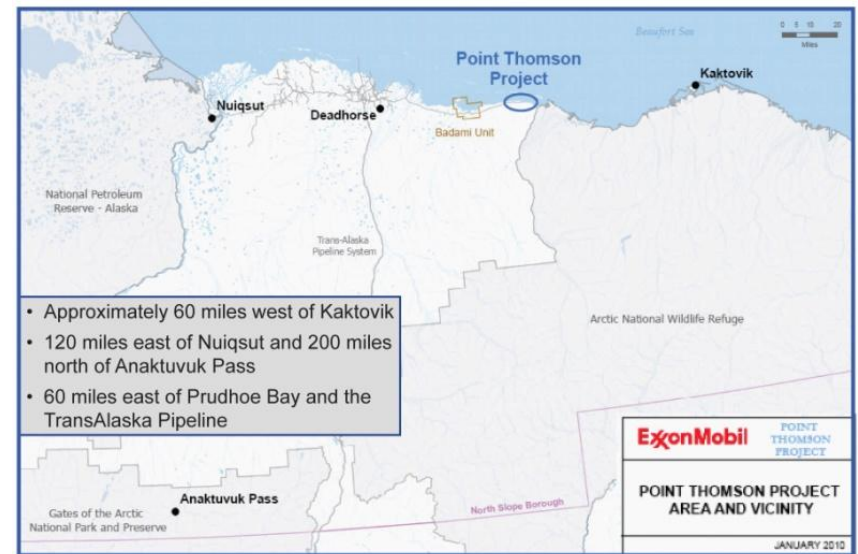 Beaufort Sea
0 5 10 20
Miles
Point Thomson
Project
Kaktovik
Nuiqsut
Deadhorse
Badami Unit
National Petroleum
Reserve - Alaska
Trans-Alaska
Pipeline System
• Approximately 60 miles west of Kaktovik
• 120 miles east of Nuiqsut and 200 miles
north of Anaktuvuk Pass
• 60 miles east of Prudhoe Bay and the
TransAlaska Pipeline
Arctic National Wildlife Refuge
Anaktuvuk Pass
Gates of the Arctic
National Park and Preserve
North Slope Borough
ExxonMobil
POINT
THOMSON
PROJECT
POINT THOMSON PROJECT
AREA AND VICINITY
JANUARY 2010